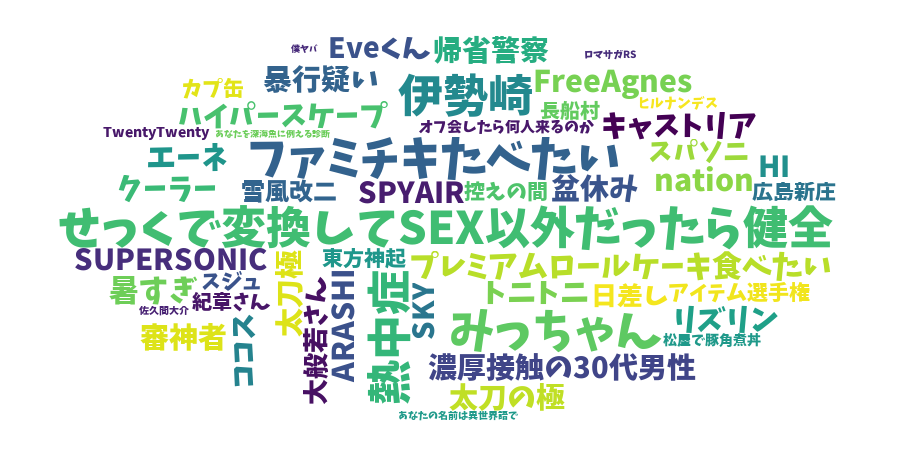 僕ヤバ
Eveくん
帰省警察
ロマサガRS
暴行疑い
伊勢崎
FreeAgnes
カプ缶
ヒルナンデス
ハイパースケープ
長船村
TwentyTwenty
あなたを深海魚に例える診断
オフ会したら何人来るのか
キャストリア
エーネ
ファミチキたべたい
スパソニ
HI
クーラー
雪風改二
SPYAIR
控えの間
盆休み
nation
広島新庄
せっくで変換してSEX以外だったら健全
SUPERSONIC
太刀極
東方神起
プレミアムロールケーキ食べたい
暑すぎ
スジュ
紀章さん
佐久間大介
大般若さん
ARASHI
熱中症
SKY
トニトニ
日差し
アイテム選手権
審神者
ココス
みっちゃん
リズリン
松屋で豚角煮丼
濃厚接触の30代男性
太刀の極
あなたの名前は異世界語で